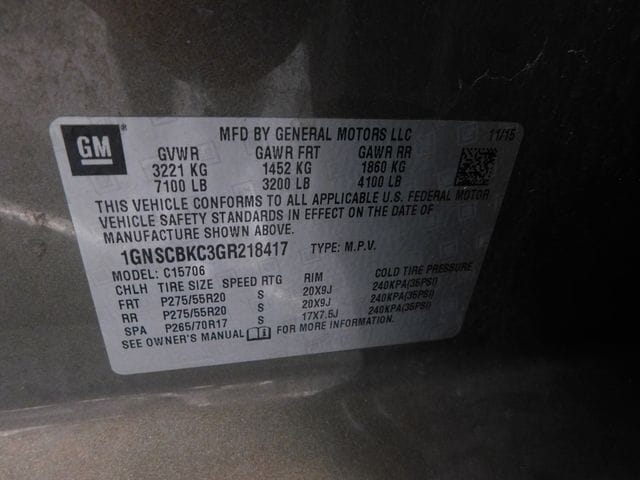 GM
MFD BY GENERAL MOTORS LLC 11/15
GVWR GAWR FRT GAWR RR
3221 KG 1452 KG 1860 KG
7100 LB 3200 LB 4100 LB
THIS VEHICLE CONFORMS TO ALL APPLICABLE U.S. FEDERAL MOTOR
VEHICLE SAFETY STANDARDS IN EFFECT ON THE DATE OF
MANUFACTURE SHOWN ABOVE.
1GNSCBKC3GR218417 TYPE: M.P.V.
MODEL: C15706
CHLH TIRE SIZE SPEED RTG RIM COLD TIRE PRESSURE
FRT P275/55R20 S 20X9J 240KPA(35PSI)
RR P275/55R20 S 20X9J 240KPA(35PSI)
SPA P265/70R17 S 17X7.5J 240KPA(35PSI)
SEE OWNER'S MANUAL FOR MORE INFORMATION.